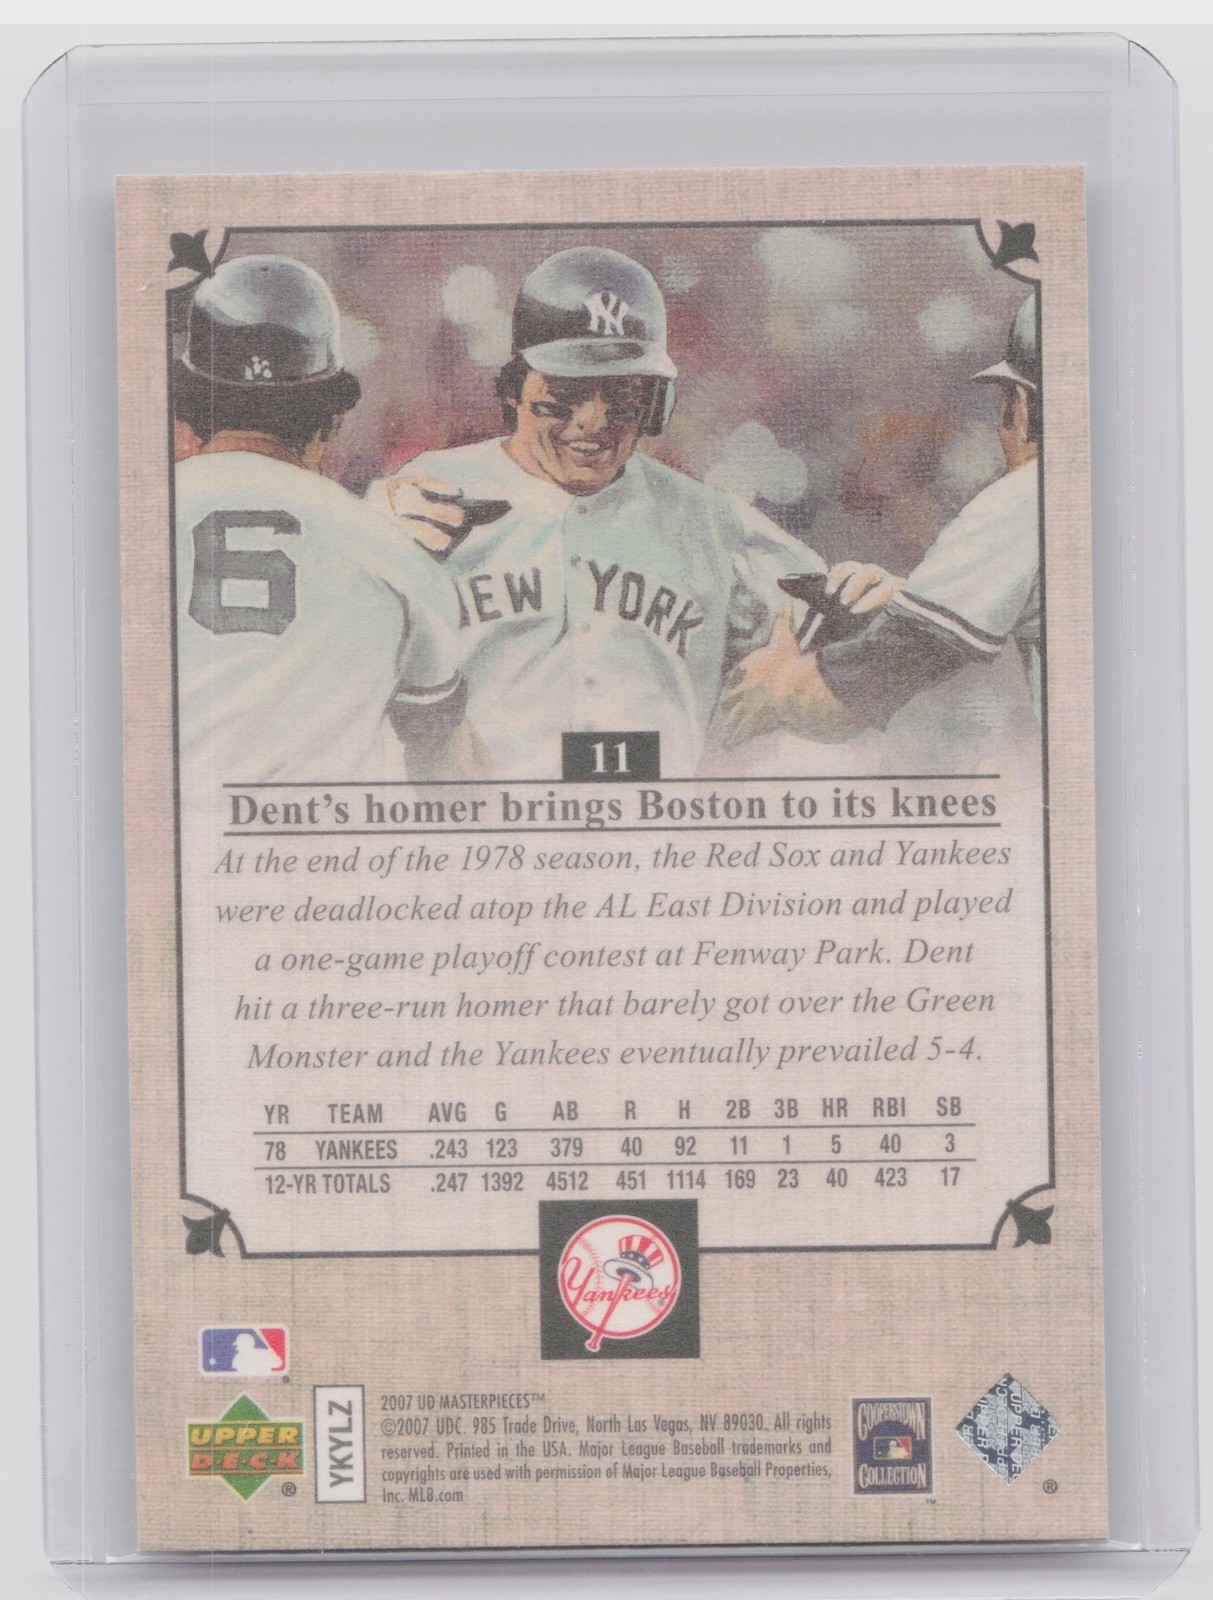 NY
6
NEW YORK
11
Dent's homer brings Boston to its knees
At the end of the 1978 season, the Red Sox and Yankees
were deadlocked atop the AL East Division and played
a one-game playoff contest at Fenway Park. Dent
hit a three-run homer that barely got over the Green
Monster and the Yankees eventually prevailed 5-4.
YR TEAM AVG G AB R H 2B 3B HR RBI SB
78 YANKEES .243 123 379 40 92 11 1 5 40 3
12-YR TOTALS .247 1392 4512 451 1114 169 23 40 423 17
Yankees
UPPER
D·E·C·K
®
YKYLZ
2007 UD MASTERPIECES™
©2007 UDC. 985 Trade Drive, North Las Vegas, NV 89030. All rights
reserved. Printed in the USA. Major League Baseball trademarks and
copyrights are used with permission of Major League Baseball Properties,
Inc. MLB.com
COOPERSTOWN
COLLECTION
™
UPPER DEC
®